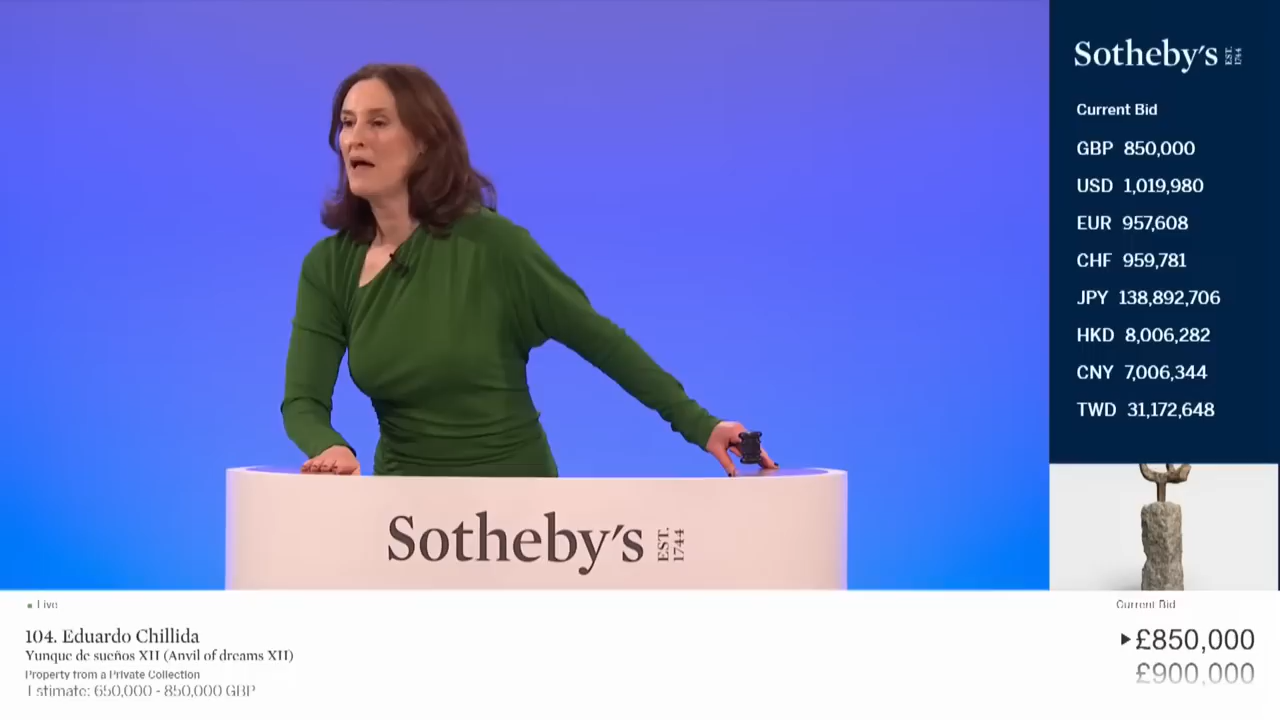 Sotheby's EST. 1744
Current Bid
GBP 850,000
USD 1,019,980
EUR 957,608
CHF 959,781
JPY 138,892,706
HKD 8,006,282
CNY 7,006,344
TWD 31,172,648
Sotheby's EST. 1744
Live
104. Eduardo Chillida
Yunque de sueños XII (Anvil of dreams XII)
Property from a Private Collection
Estimate: 650,000 - 850,000 GBP
Current Bid
£850,000
£900,000